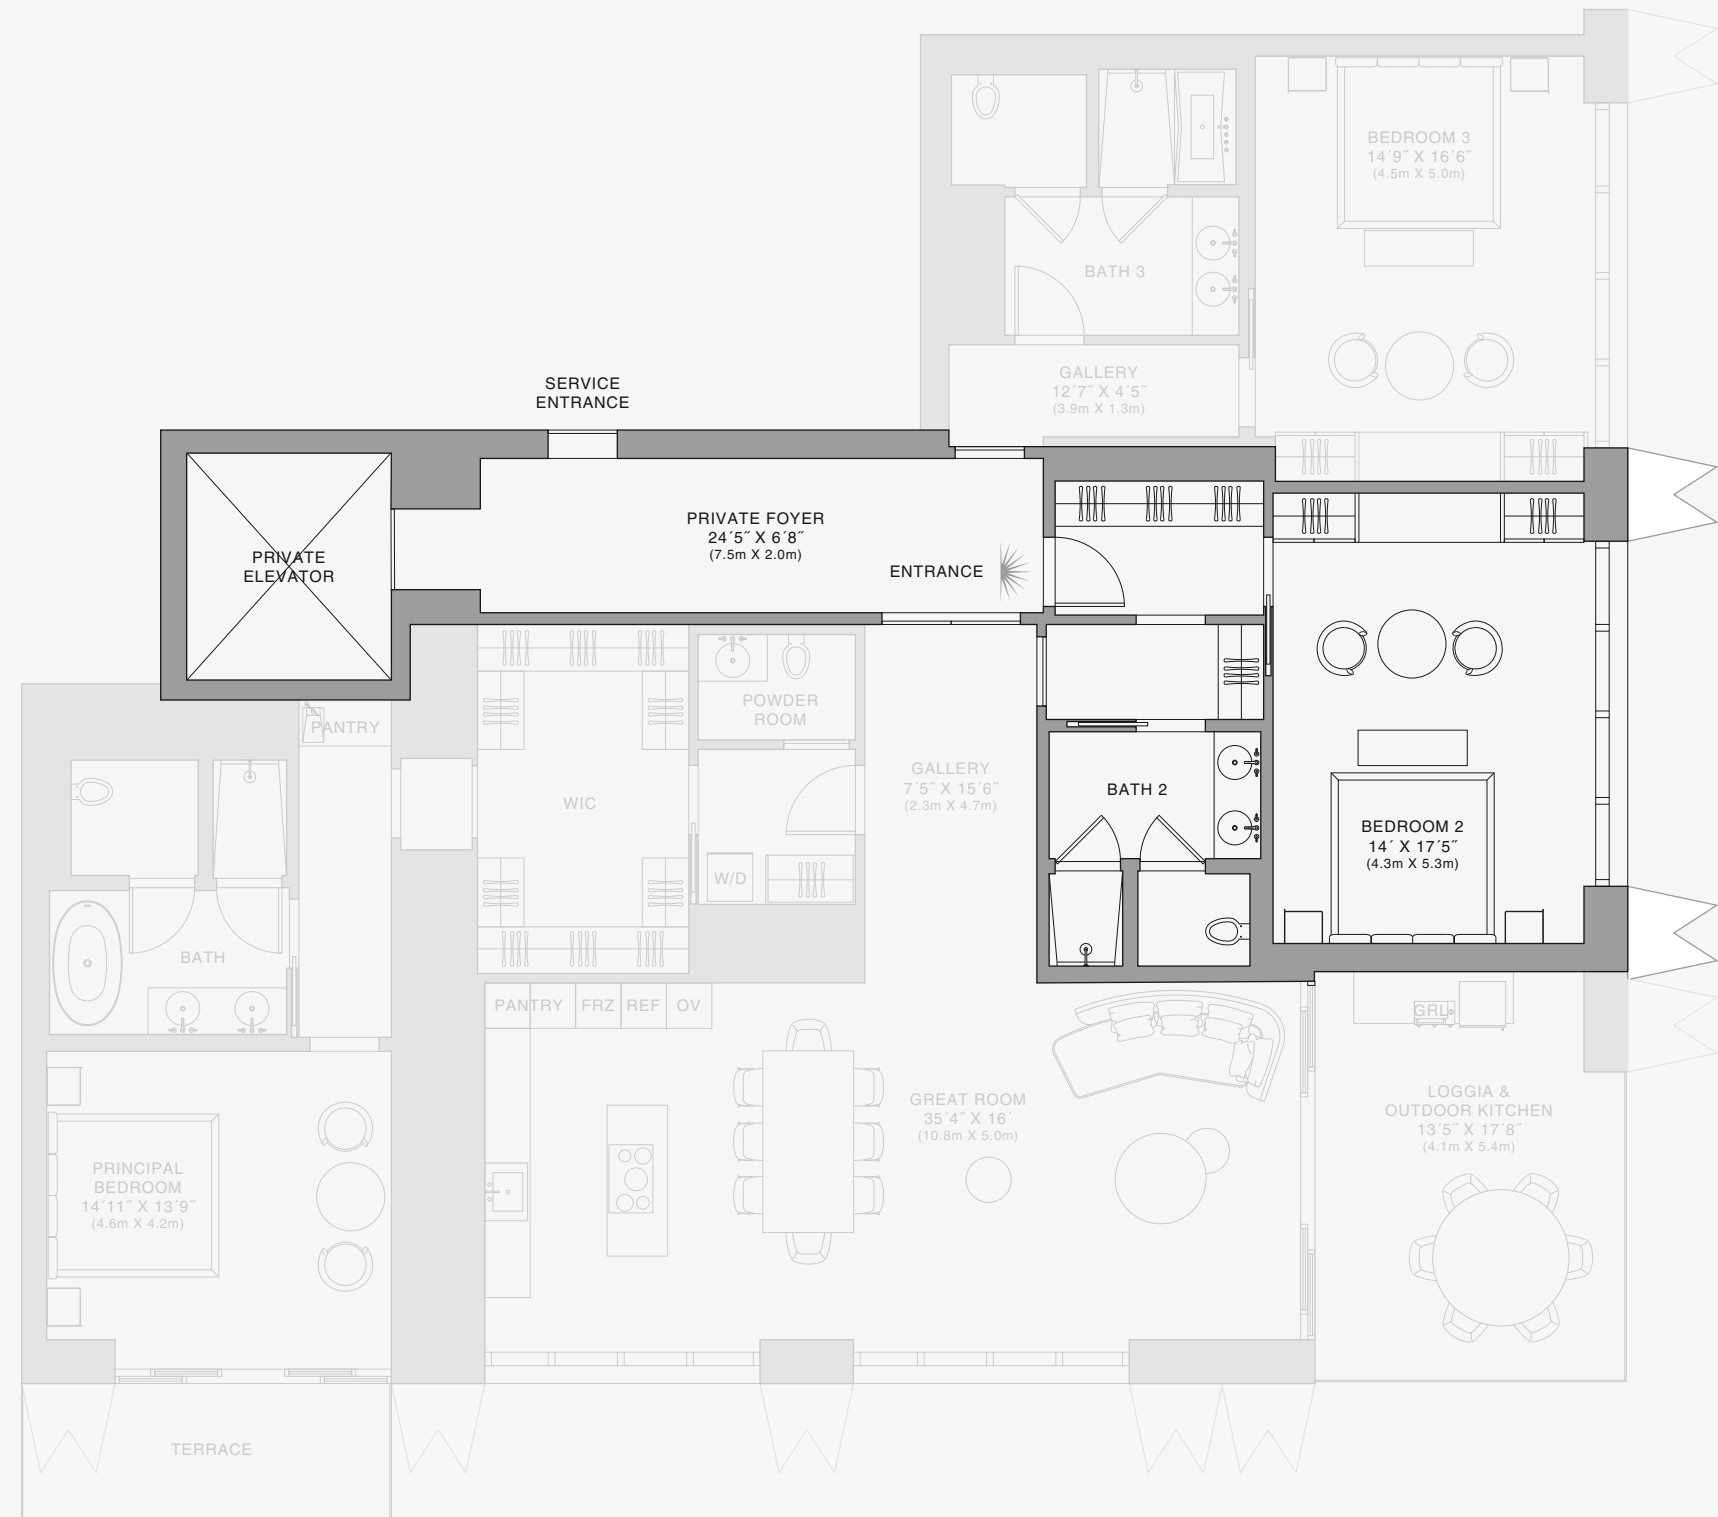 BEDROOM 3
14´9˝ X 16´6˝
(4.5m X 5.0m)
BATH 3
GALLERY
12´7˝ X 4´5˝
(3.9m X 1.3m)
SERVICE
ENTRANCE
PRIVATE FOYER
24´5˝ X 6´8˝
(7.5m X 2.0m)
ENTRANCE
PRIVATE
ELEVATOR
PANTRY
POWDER
ROOM
WIC
W/D
GALLERY
7´5˝ X 15´6˝
(2.3m X 4.7m)
BATH 2
BEDROOM 2
14´ X 17´5˝
(4.3m X 5.3m)
BATH
PANTRY
FRZ
REF
OV
GRL
GREAT ROOM
35´4˝ X 16´
(10.8m X 5.0m)
LOGGIA &
OUTDOOR KITCHEN
13´5˝ X 17´8˝
(4.1m X 5.4m)
PRINCIPAL
BEDROOM
14´11˝ X 13´9˝
(4.6m X 4.2m)
TERRACE